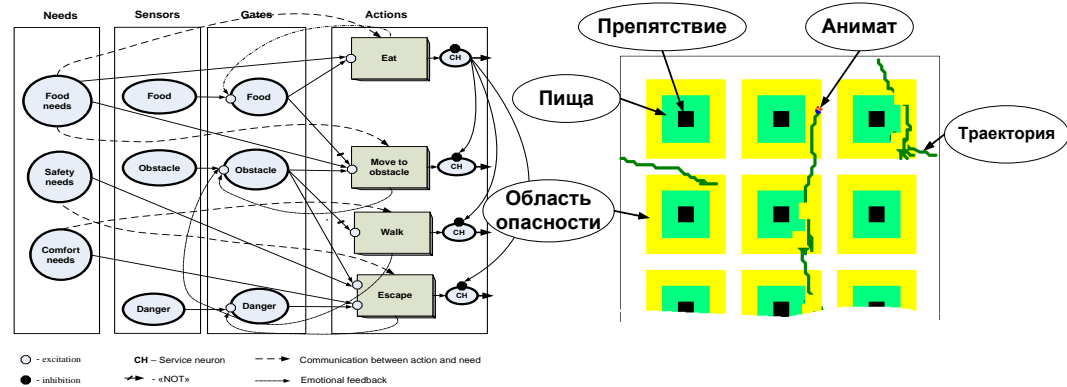 Needs
Sensors
Gates
Actions
Food
needs
Safety
needs
Comfort
needs
Food
Obstacle
Danger
Food
Obstacle
Danger
Eat
Move to
obstacle
Walk
Escape
CH
CH
CH
CH
- excitation
- inhibition
CH – Service neuron
- «NOT»
Communication between action and need
Emotional feedback
Препятствие
Анимат
Пища
Траектория
Область
опасности